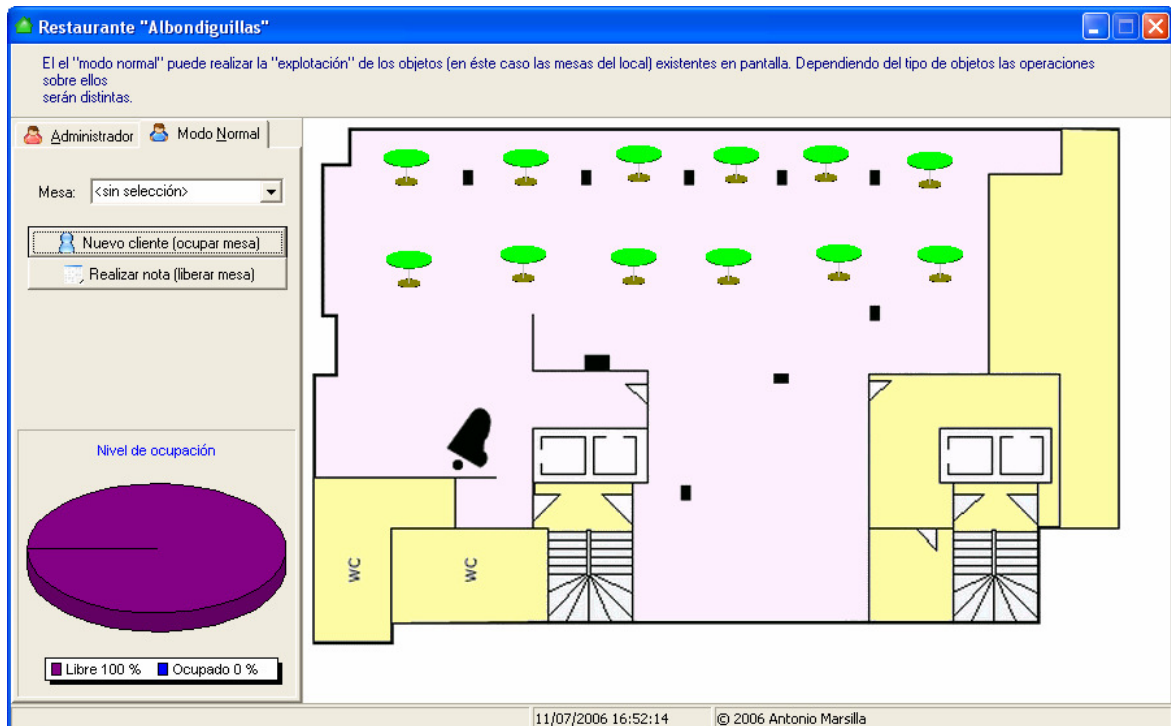 Restaurante "Albondiguillas"
El el "modo normal" puede realizar la "explotación" de los objetos (en éste caso las mesas del local) existentes en pantalla. Dependiendo del tipo de objetos las operaciones
sobre ellos
serán distintas.
Administrador Modo Normal
Mesa: <sin selección>
Nuevo cliente (ocupar mesa)
Realizar nota (liberar mesa)
Nivel de ocupación
Libre 100 % Ocupado 0 %
WC
WC
11/07/2006 16:52:14 © 2006 Antonio Marsilla